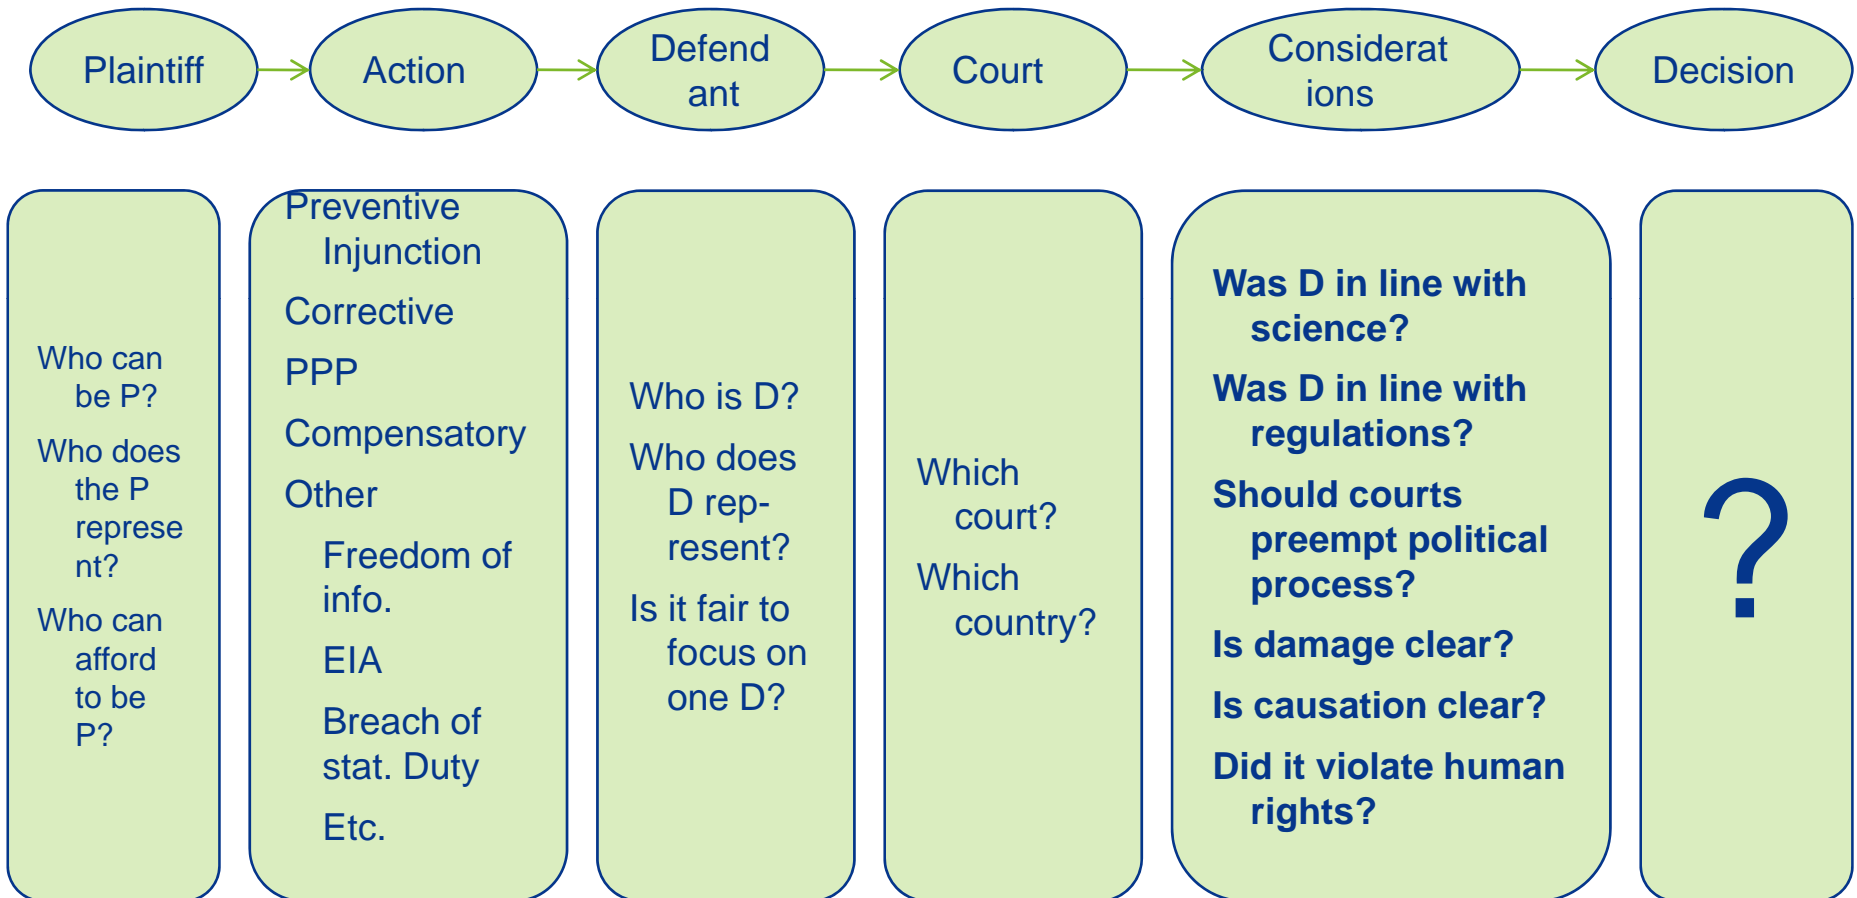 Plaintiff
Action
Defend
ant
Court
Considerat
ions
Decision
Who can
be P?
Who does
the P
represe
nt?
Who can
afford
to be
P?
Preventive
Injunction
Corrective
PPP
Compensatory
Other
Freedom of
info.
EIA
Breach of
stat. Duty
Etc.
Who is D?
Who does
D rep-
resent?
Is it fair to
focus on
one D?
Which
court?
Which
country?
Was D in line with
science?
Was D in line with
regulations?
Should courts
preempt political
process?
Is damage clear?
Is causation clear?
Did it violate human
rights?
?